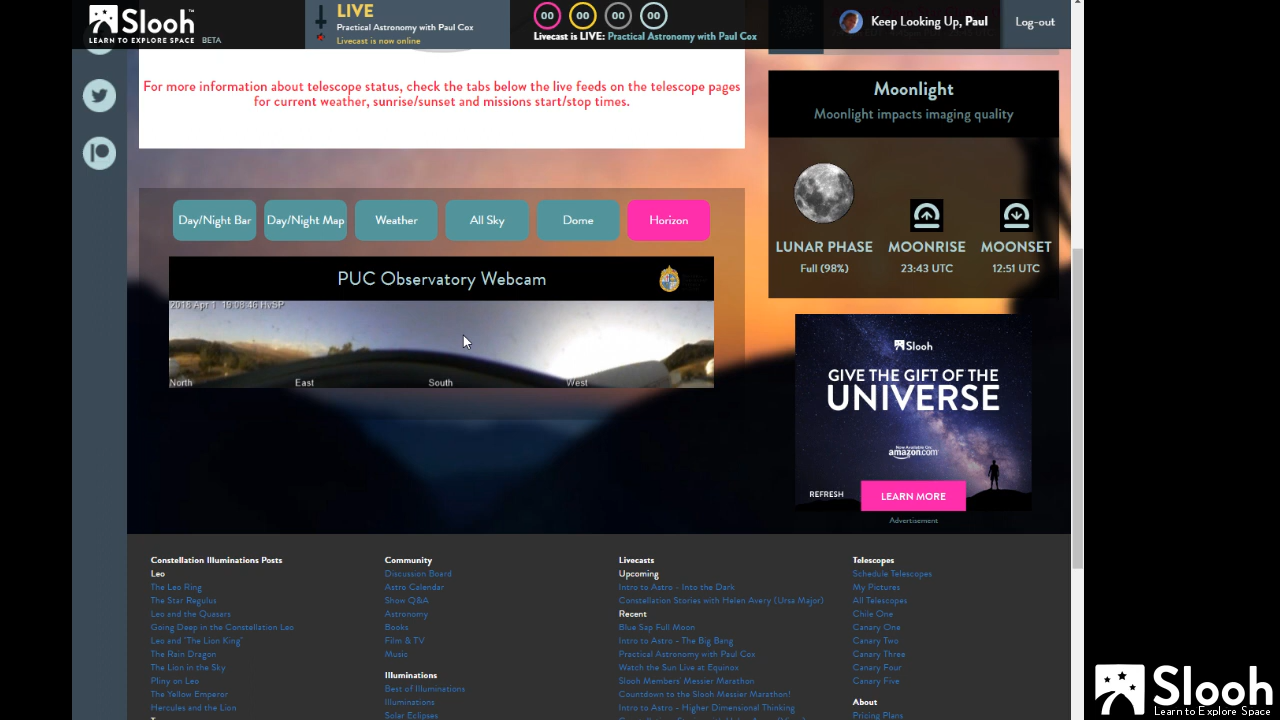 Slooh
LEARN TO EXPLORE SPACE BETA
LIVE
Practical Astronomy with Paul Cox
Livecast is now online
00 00 00 00
Livecast is LIVE: Practical Astronomy with Paul Cox
Keep Looking Up, Paul
Log-out
For more information about telescope status, check the tabs below the live feeds on the telescope pages
for current weather, sunrise/sunset and missions start/stop times.
Day/Night Bar
Day/Night Map
Weather
All Sky
Dome
Horizon
PUC Observatory Webcam
2018 Apr 1 19:08:46 HvSP
North East South West
Moonlight
Moonlight impacts imaging quality
LUNAR PHASE MOONRISE MOONSET
Full (98%) 23:43 UTC 12:51 UTC
Slooh
GIVE THE GIFT OF THE
UNIVERSE
Now Available On
amazon.com
REFRESH
LEARN MORE
Advertisement
Constellation Illuminations Posts
Leo
The Leo Ring
The Star Regulus
Leo and the Quasars
Going Deep in the Constellation Leo
Leo and "The Lion King"
The Rain Dragon
The Lion in the Sky
Pliny on Leo
The Yellow Emperor
Hercules and the Lion
Community
Discussion Board
Astro Calendar
Show Q&A
Astronomy
Books
Film & TV
Music
Illuminations
Best of Illuminations
Illuminations
Solar Eclipses
Livecasts
Upcoming
Intro to Astro - Into the Dark
Constellation Stories with Helen Avery (Ursa Major)
Recent
Blue Sap Full Moon
Intro to Astro - The Big Bang
Practical Astronomy with Paul Cox
Watch the Sun Live at Equinox
Slooh Members' Messier Marathon
Countdown to the Slooh Messier Marathon!
Intro to Astro - Higher Dimensional Thinking
Telescopes
Schedule Telescopes
My Pictures
All Telescopes
Chile One
Canary One
Canary Two
Canary Three
Canary Four
Canary Five
About
Pricing Plans
Slooh
Learn to Explore Space